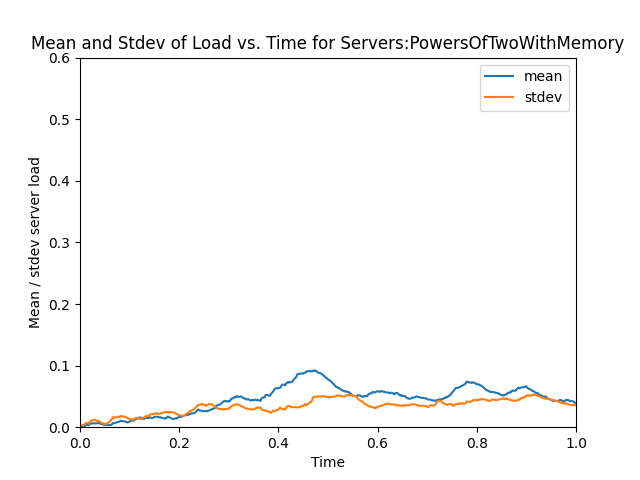 Mean and Stdev of Load vs. Time for Servers:PowersOfTwoWithMemory
mean
stdev
Mean / stdev server load
0.6
0.5
0.4
0.3
0.2
0.1
0.0
0.0 0.2 0.4 0.6 0.8 1.0
Time